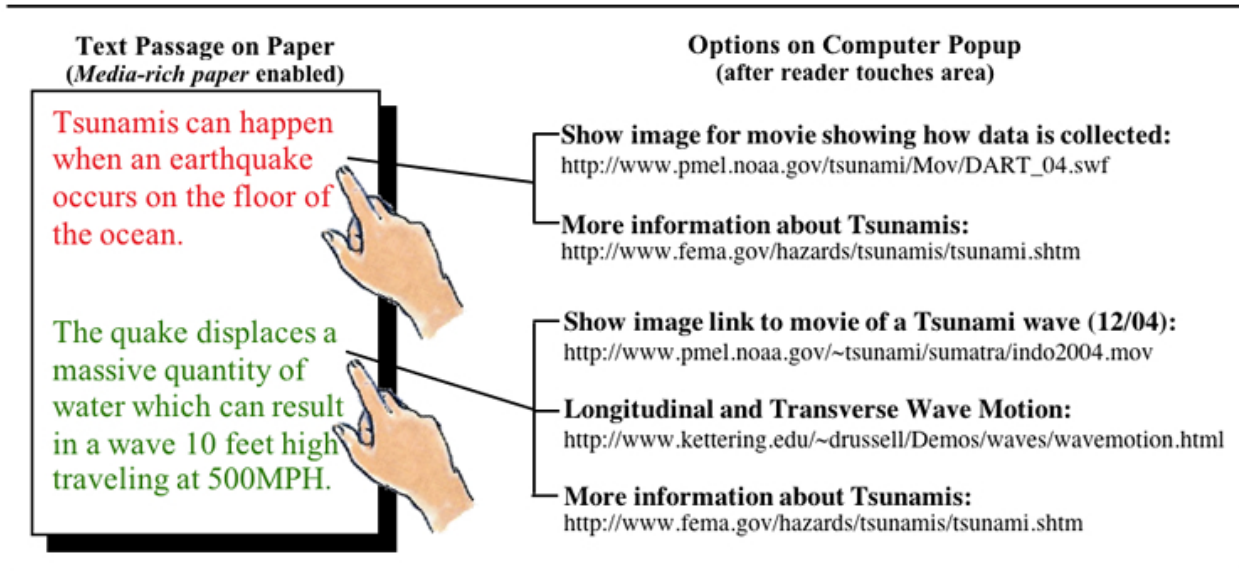 Text Passage on Paper
(Media-rich paper enabled)
Tsunamis can happen
when an earthquake
occurs on the floor of
the ocean.
The quake displaces a
massive quantity of
water which can result
in a wave 10 feet high
traveling at 500MPH.
Options on Computer Popup
(after reader touches area)
Show image for movie showing how data is collected:
http://www.pmel.noaa.gov/tsunami/Mov/DART_04.swf
More information about Tsunamis:
http://www.fema.gov/hazards/tsunamis/tsunami.shtm
Show image link to movie of a Tsunami wave (12/04):
http://www.pmel.noaa.gov/~tsunami/sumatra/indo2004.mov
Longitudinal and Transverse Wave Motion:
http://www.kettering.edu/~drussell/Demos/waves/wavemotion.html
More information about Tsunamis:
http://www.fema.gov/hazards/tsunamis/tsunami.shtm